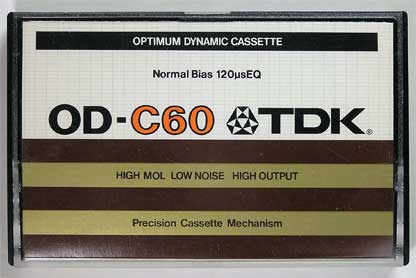 OPTIMUM DYNAMIC CASSETTE
Normal Bias 120µsEQ
OD-C60 TDK®
HIGH MOL LOW NOISE HIGH OUTPUT
Precision Cassette Mechanism